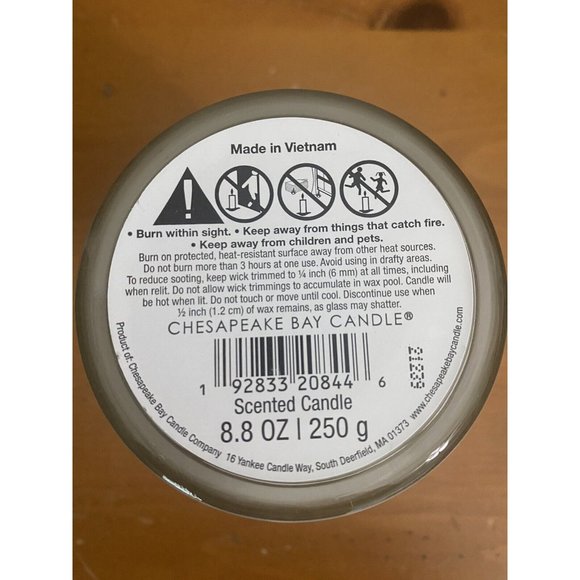 Made in Vietnam
• Burn within sight. • Keep away from things that catch fire.
• Keep away from children and pets.
Burn on protected, heat-resistant surface away from other heat sources.
Do not burn more than 3 hours at one use. Avoid using in drafty areas.
To reduce sooting, keep wick trimmed to ¼ inch (6 mm) at all times, including
when relit. Do not allow wick trimmings to accumulate in wax pool. Candle will
be hot when lit. Do not touch or move until cool. Discontinue use when
½ inch (1.2 cm) of wax remains, as glass may shatter.
CHESAPEAKE BAY CANDLE®
1 92833 20844 6
Scented Candle
8.8 OZ | 250 g
Product of: Chesapeake Bay Candle Company 16 Yankee Candle Way, South Deerfield, MA 01373 www.chesapeakebaycandle.com
21339